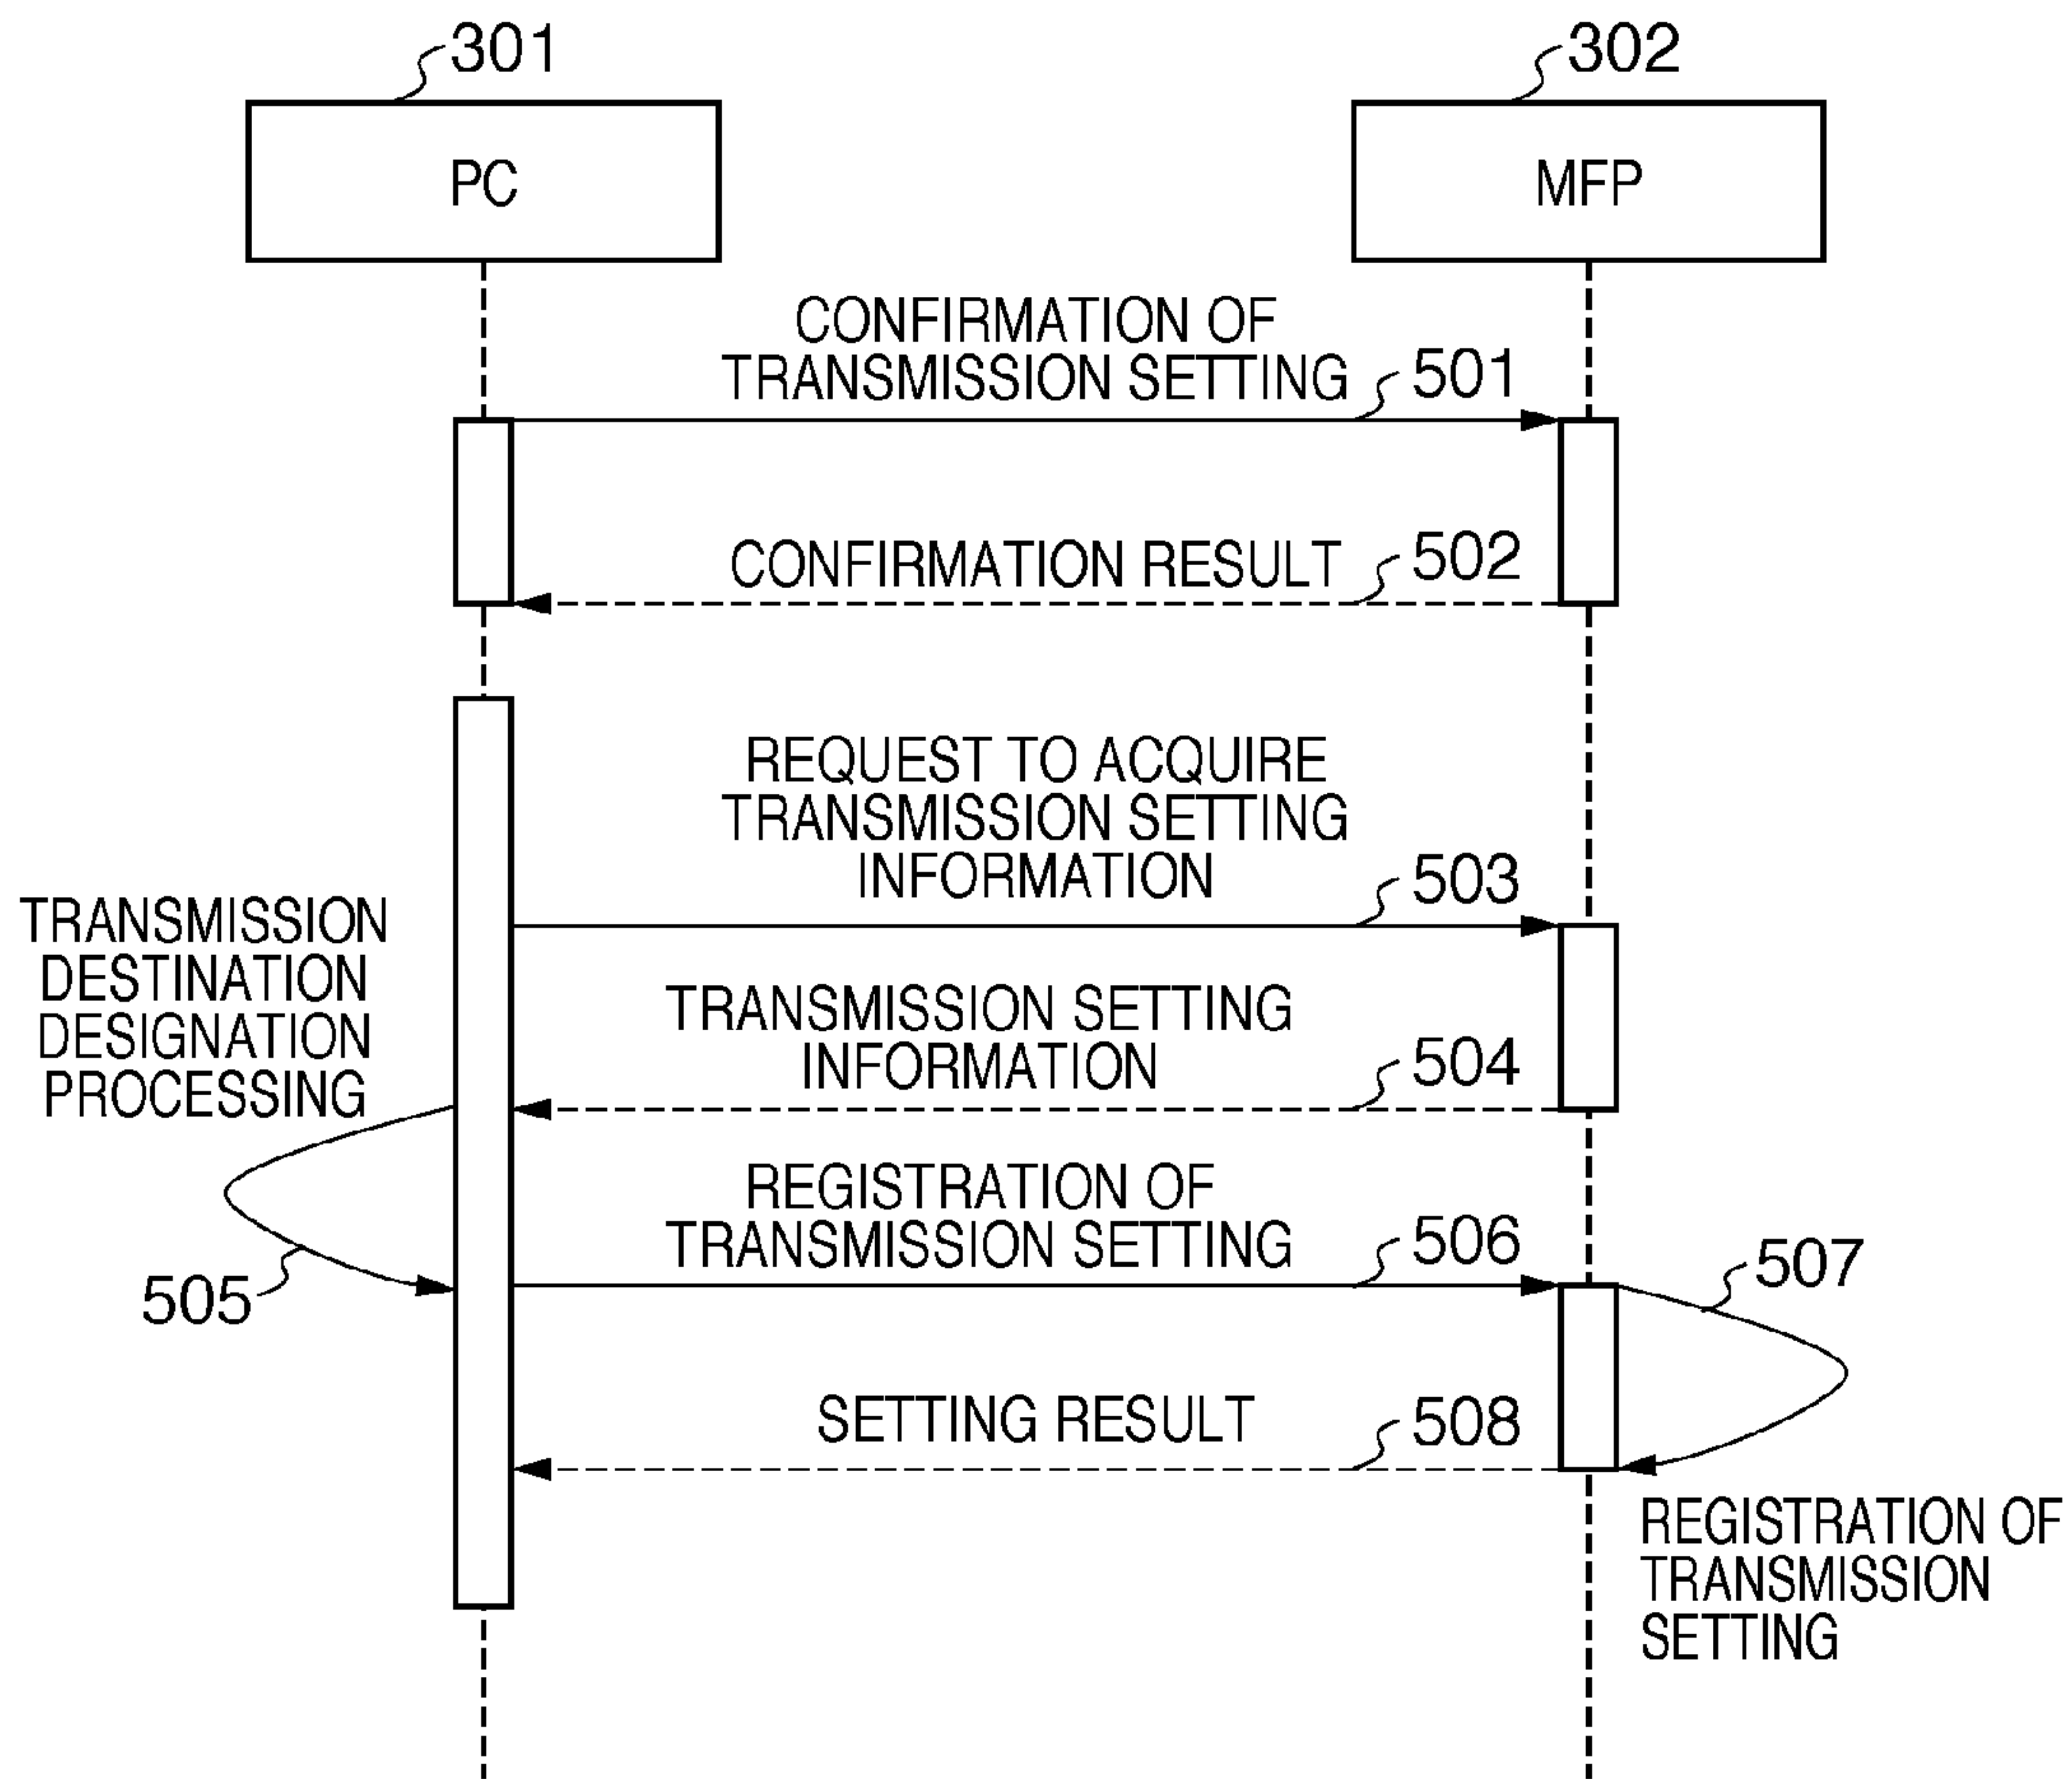 301
302
PC
MFP
CONFIRMATION OF
TRANSMISSION SETTING
501
CONFIRMATION RESULT
502
REQUEST TO ACQUIRE
TRANSMISSION SETTING
INFORMATION
503
TRANSMISSION
DESTINATION
DESIGNATION
PROCESSING
TRANSMISSION SETTING
INFORMATION
504
REGISTRATION OF
TRANSMISSION SETTING
506
507
505
SETTING RESULT
508
REGISTRATION OF
TRANSMISSION
SETTING